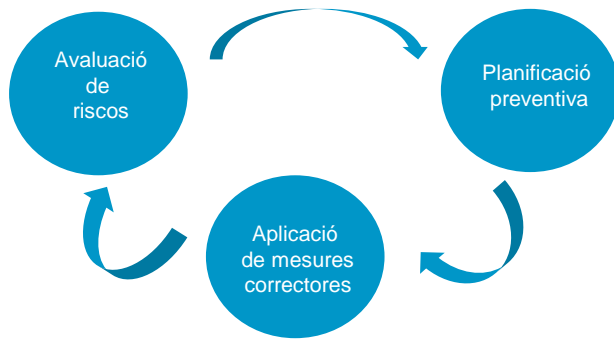 Avaluació
de
riscos
Planificació
preventiva
Aplicació
de mesures
correctores